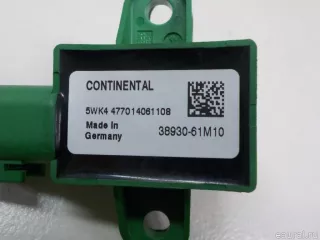 CONTINENTAL
5WK4 477014061108
Made in
Germany
38930-61M10